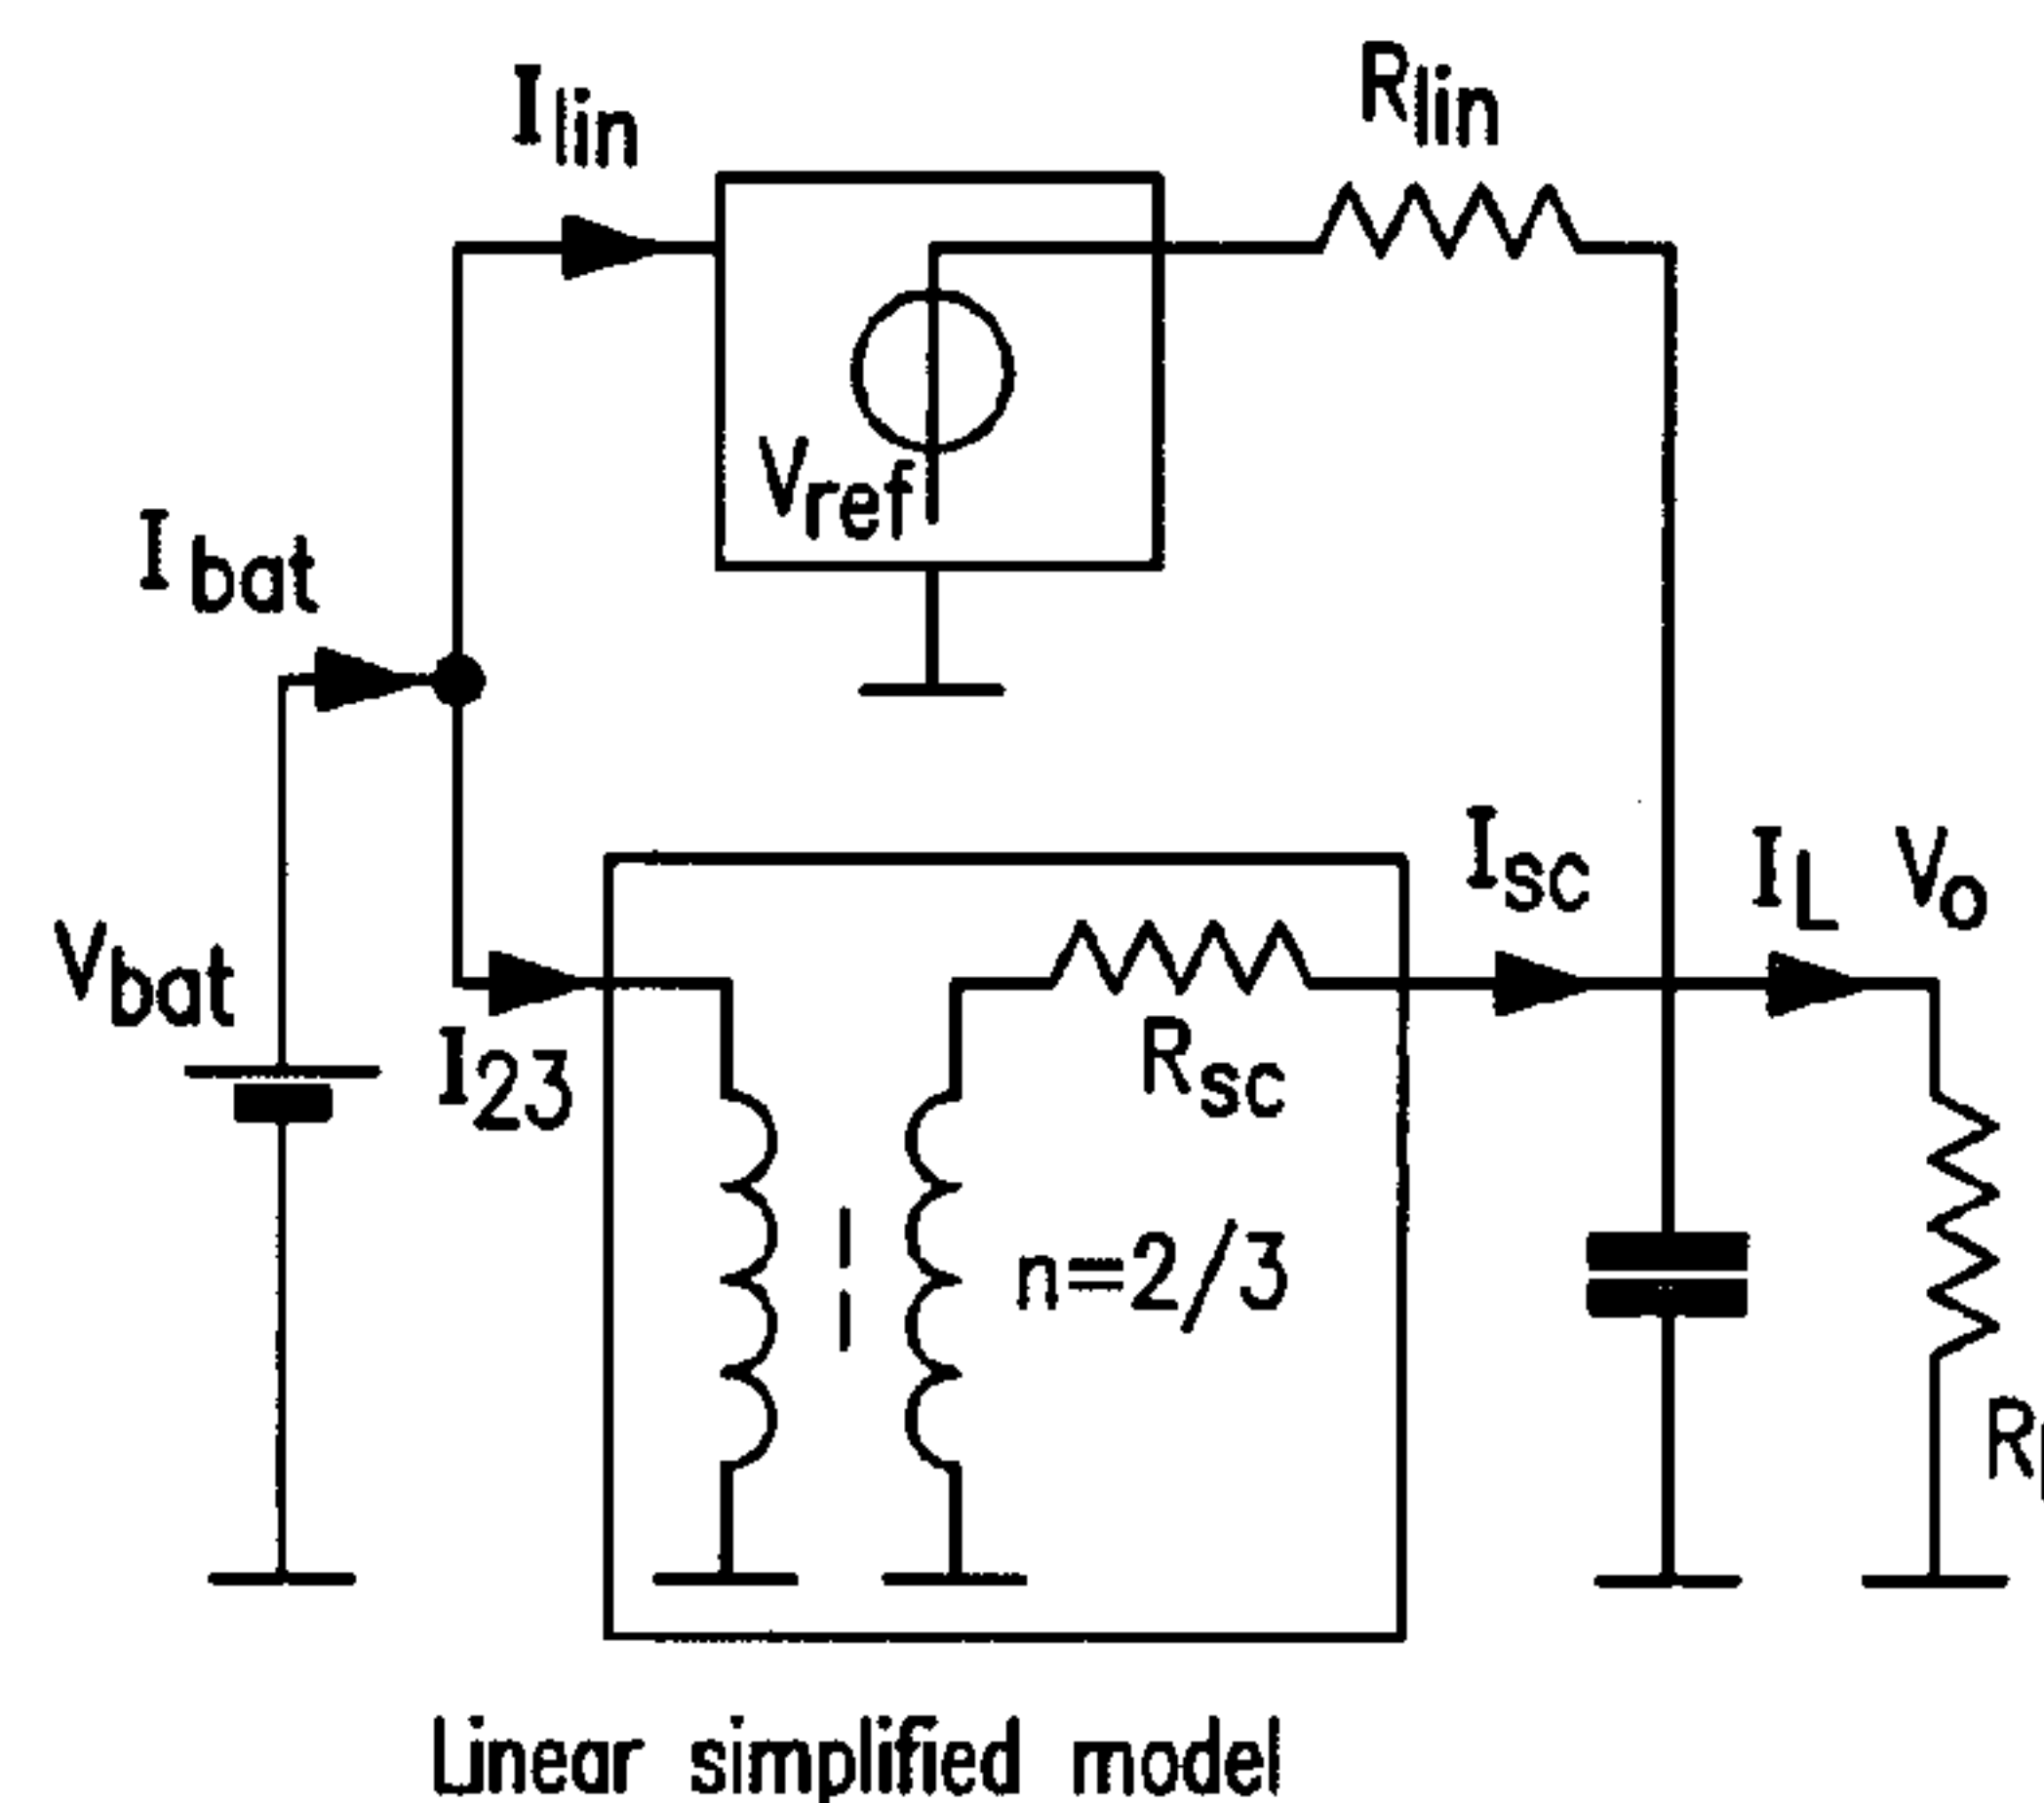 Ilin
Rlin
Vref
Ibat
Isc
IL
Vo
Vbat
I23
Rsc
n=2/3
Linear simplified model